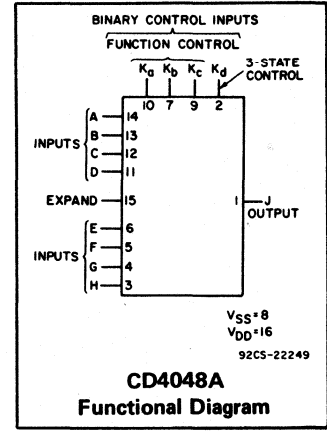 BINARY CONTROL INPUTS
FUNCTION CONTROL
Ka Kb Kc Kd
3-STATE
CONTROL
10 7 9 2
A 14
B 13
INPUTS
C 12
D 11
EXPAND 15
1 J
OUTPUT
E 6
F 5
INPUTS
G 4
H 3
VSS=8
VDD=16
92CS-22249
CD4048A
Functional Diagram